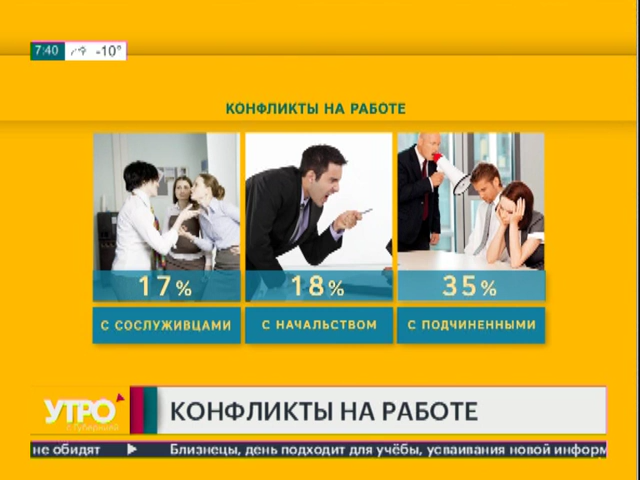 7:40 -10°
КОНФЛИКТЫ НА РАБОТЕ
17% 18% 35%
С СОСЛУЖИВЦАМИ С НАЧАЛЬСТВОМ С ПОДЧИНЕННЫМИ
УТРО
КОНФЛИКТЫ НА РАБОТЕ
не обидят Близнецы, день подходит для учёбы, усваивания новой информ